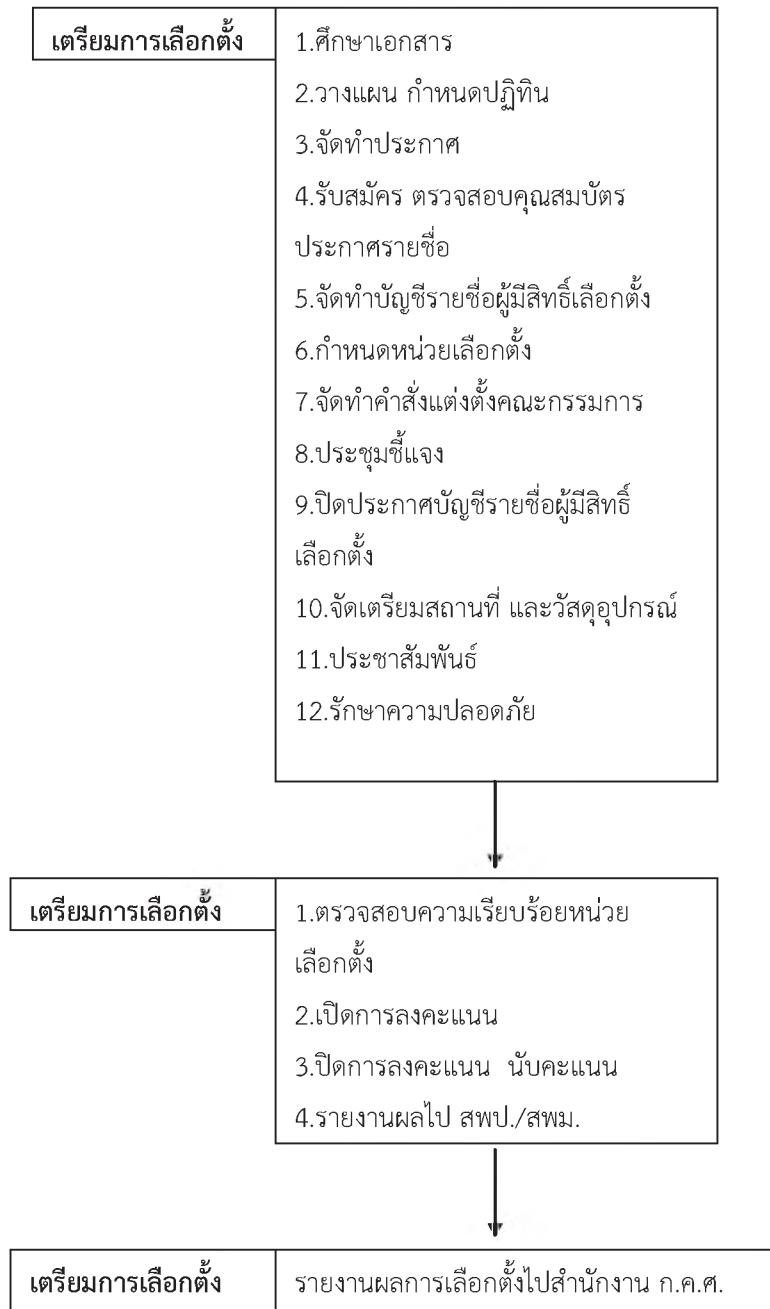 เตรียมการเลือกตั้ง
1.ศึกษาเอกสาร
2.วางแผน กำหนดปฏิทิน
3.จัดทำประกาศ
4.รับสมัคร ตรวจสอบคุณสมบัตร
ประกาศรายชื่อ
5.จัดทำบัญชีรายชื่อผู้มีสิทธิ์เลือกตั้ง
6.กำหนดหน่วยเลือกตั้ง
7.จัดทำคำสั่งแต่งตั้งคณะกรรมการ
8.ประชุมชี้แจง
9.ปิดประกาศบัญชีรายชื่อผู้มีสิทธิ์
เลือกตั้ง
10.จัดเตรียมสถานที่ และวัสดุอุปกรณ์
11.ประชาสัมพันธ์
12.รักษาความปลอดภัย
เตรียมการเลือกตั้ง
1.ตรวจสอบความเรียบร้อยหน่วย
เลือกตั้ง
2.เปิดการลงคะแนน
3.ปิดการลงคะแนน นับคะแนน
4.รายงานผลไป สพป./สพม.
เตรียมการเลือกตั้ง
รายงานผลการเลือกตั้งไปสำนักงาน ก.ค.ศ.